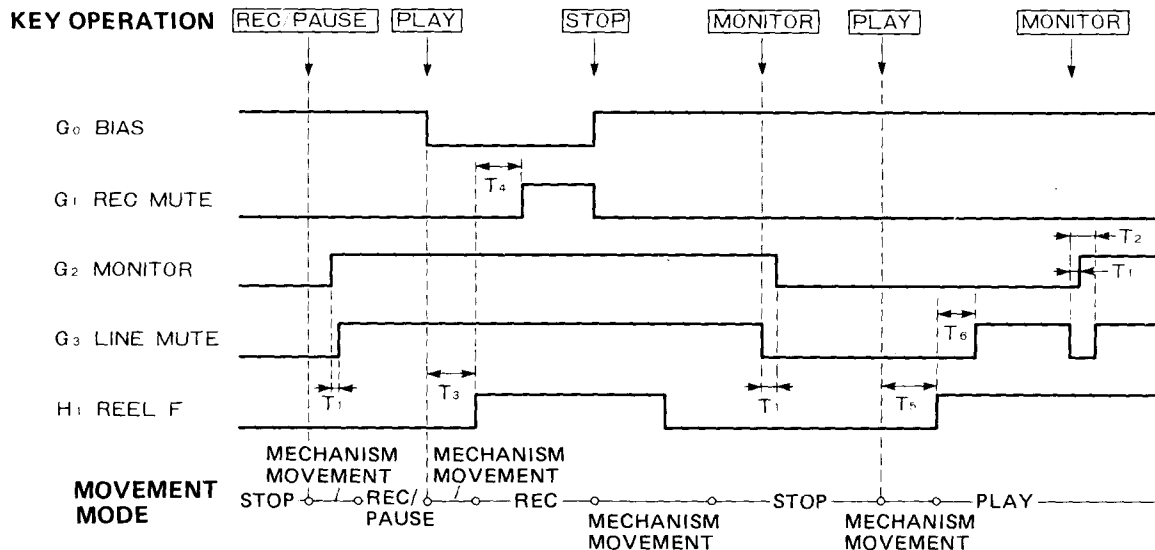 KEY OPERATION REC/PAUSE PLAY STOP MONITOR PLAY MONITOR
G0 BIAS
T4
G1 REC MUTE
T2
G2 MONITOR
T1
T6
G3 LINE MUTE
T1 T3 T1 T5
H1 REEL F
MECHANISM MOVEMENT MECHANISM MOVEMENT
MOVEMENT MODE STOP REC/PAUSE REC STOP PLAY
MECHANISM MOVEMENT MECHANISM MOVEMENT